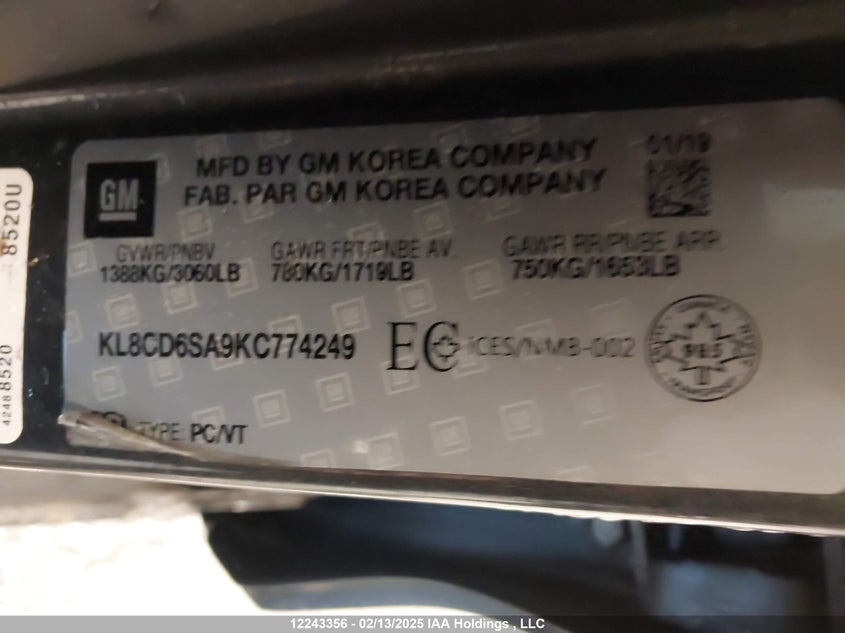 GM
MFD BY GM KOREA COMPANY
FAB. PAR GM KOREA COMPANY
01/19
GVWR/PNBV
1388KG/3060LB
GAWR FRT/PNBE AV.
780KG/1719LB
GAWR RR/PNBE ARR.
750KG/1653LB
KL8CD6SA9KC774249
EC ICES/NMB-002
TYPE: PC/VT
8520U
42488520
12243356 - 02/13/2025 IAA Holdings , LLC